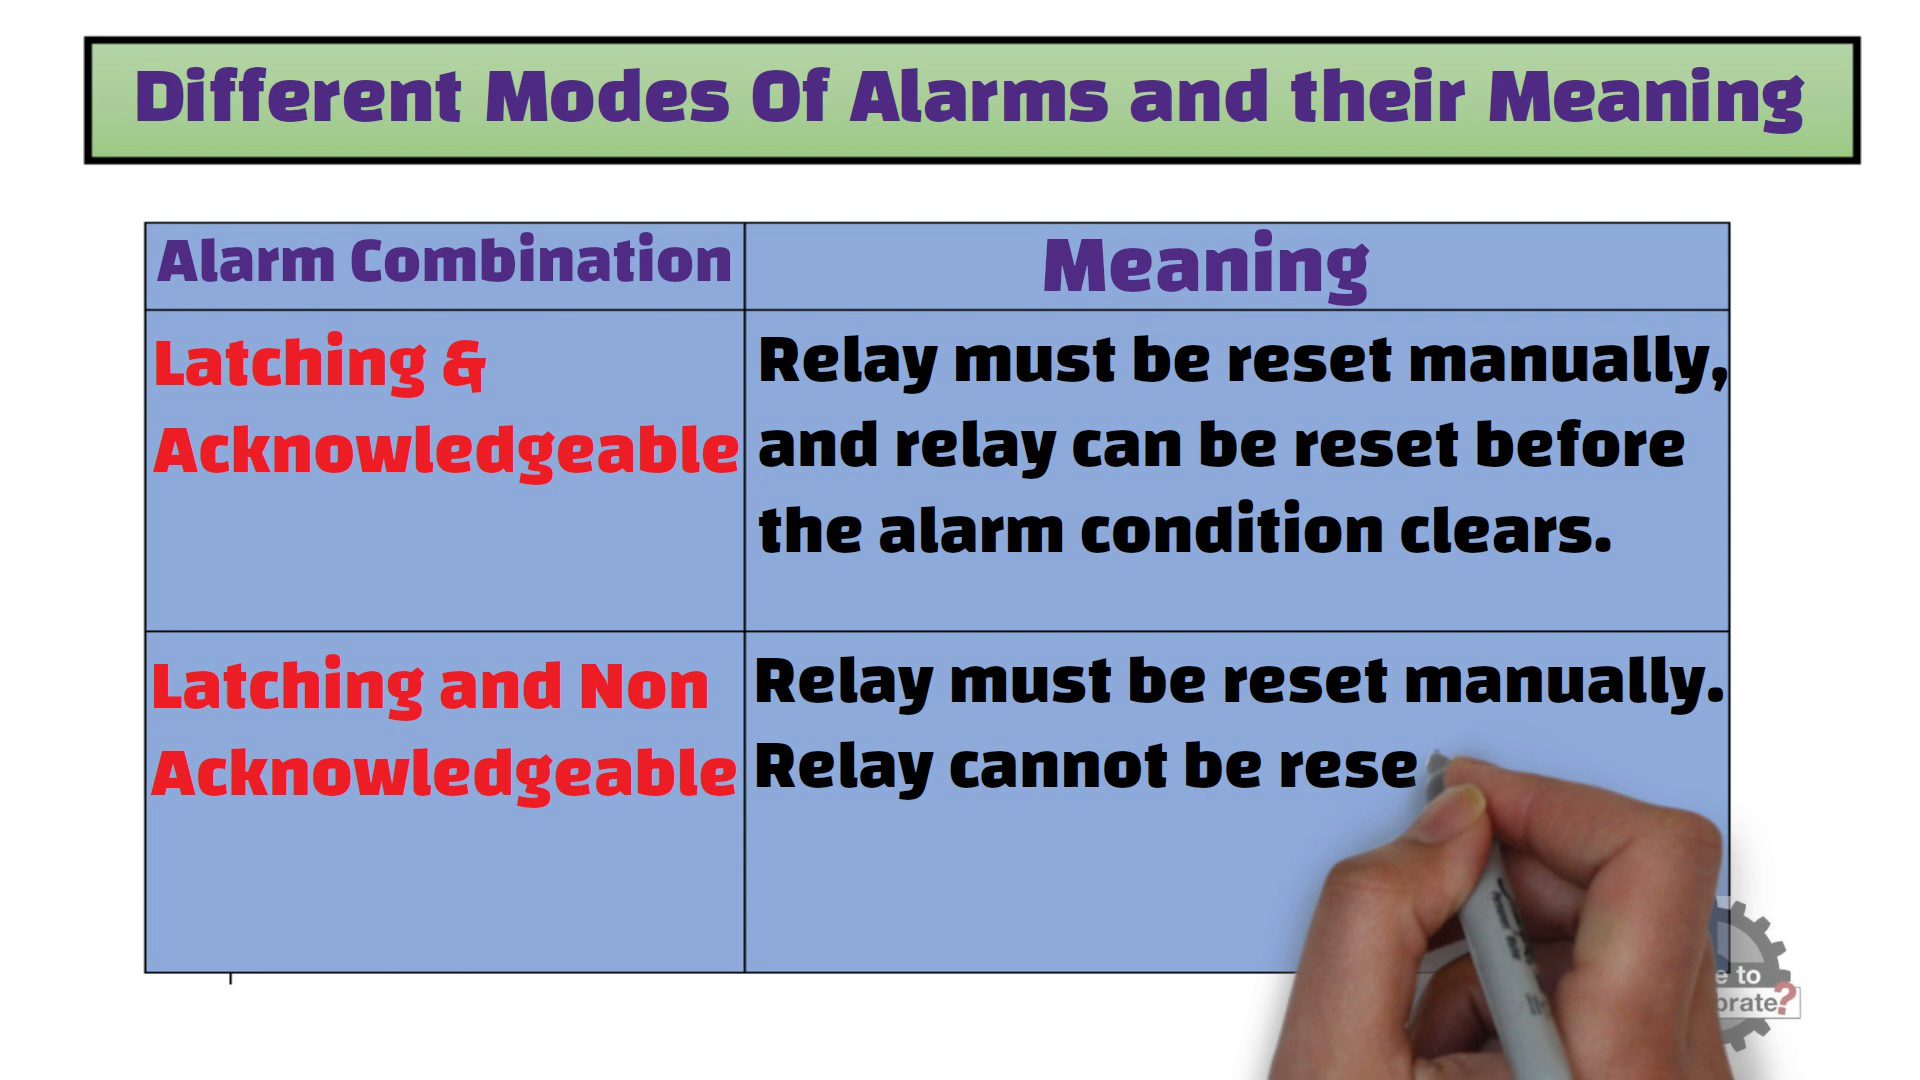 Different Modes Of Alarms and their Meaning
Alarm Combination
Meaning
Latching &
Acknowledgeable
Relay must be reset manually,
and relay can be reset before
the alarm condition clears.
Latching and Non
Acknowledgeable
Relay must be reset manually.
Relay cannot be rese
e to
brate?